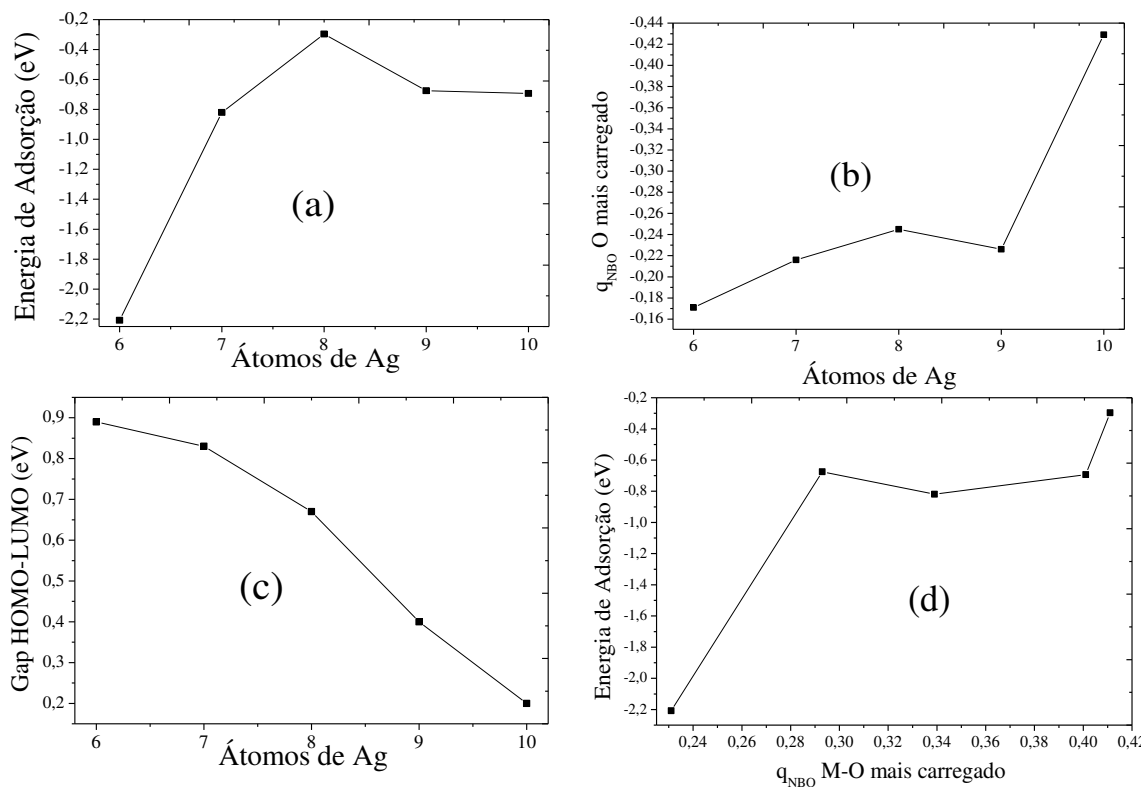 -0,2
-0,4
-0,6
-0,8
-1,0
-1,2
-1,4
-1,6
-1,8
-2,0
-2,2
Energia de Adsorção (eV)
(a)
6 7 8 9 10
Átomos de Ag
-0,44
-0,42
-0,40
-0,38
-0,36
-0,34
-0,32
-0,30
-0,28
-0,26
-0,24
-0,22
-0,20
-0,18
-0,16
qNBO O mais carregado
(b)
6 7 8 9 10
Átomos de Ag
0,9
0,8
0,7
0,6
0,5
0,4
0,3
0,2
Gap HOMO-LUMO (eV)
(c)
6 7 8 9 10
Átomos de Ag
-0,2
-0,4
-0,6
-0,8
-1,0
-1,2
-1,4
-1,6
-1,8
-2,0
-2,2
Energia de Adsorção (eV)
(d)
0,24 0,26 0,28 0,30 0,32 0,34 0,36 0,38 0,40 0,42
qNBO M-O mais carregado